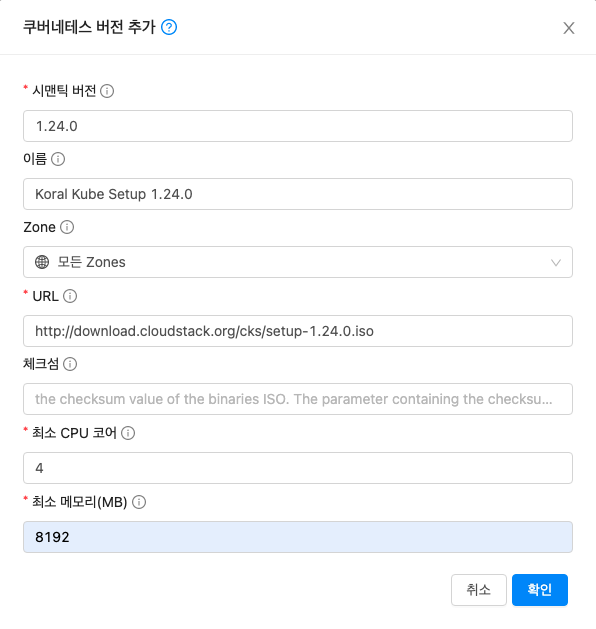 쿠버네티스 버전 추가
* 시맨틱 버전
1.24.0
이름
Koral Kube Setup 1.24.0
Zone
모든 Zones
* URL
http://download.cloudstack.org/cks/setup-1.24.0.iso
체크섬
the checksum value of the binaries ISO. The parameter containing the checksu...
* 최소 CPU 코어
4
* 최소 메모리(MB)
8192
취소 확인